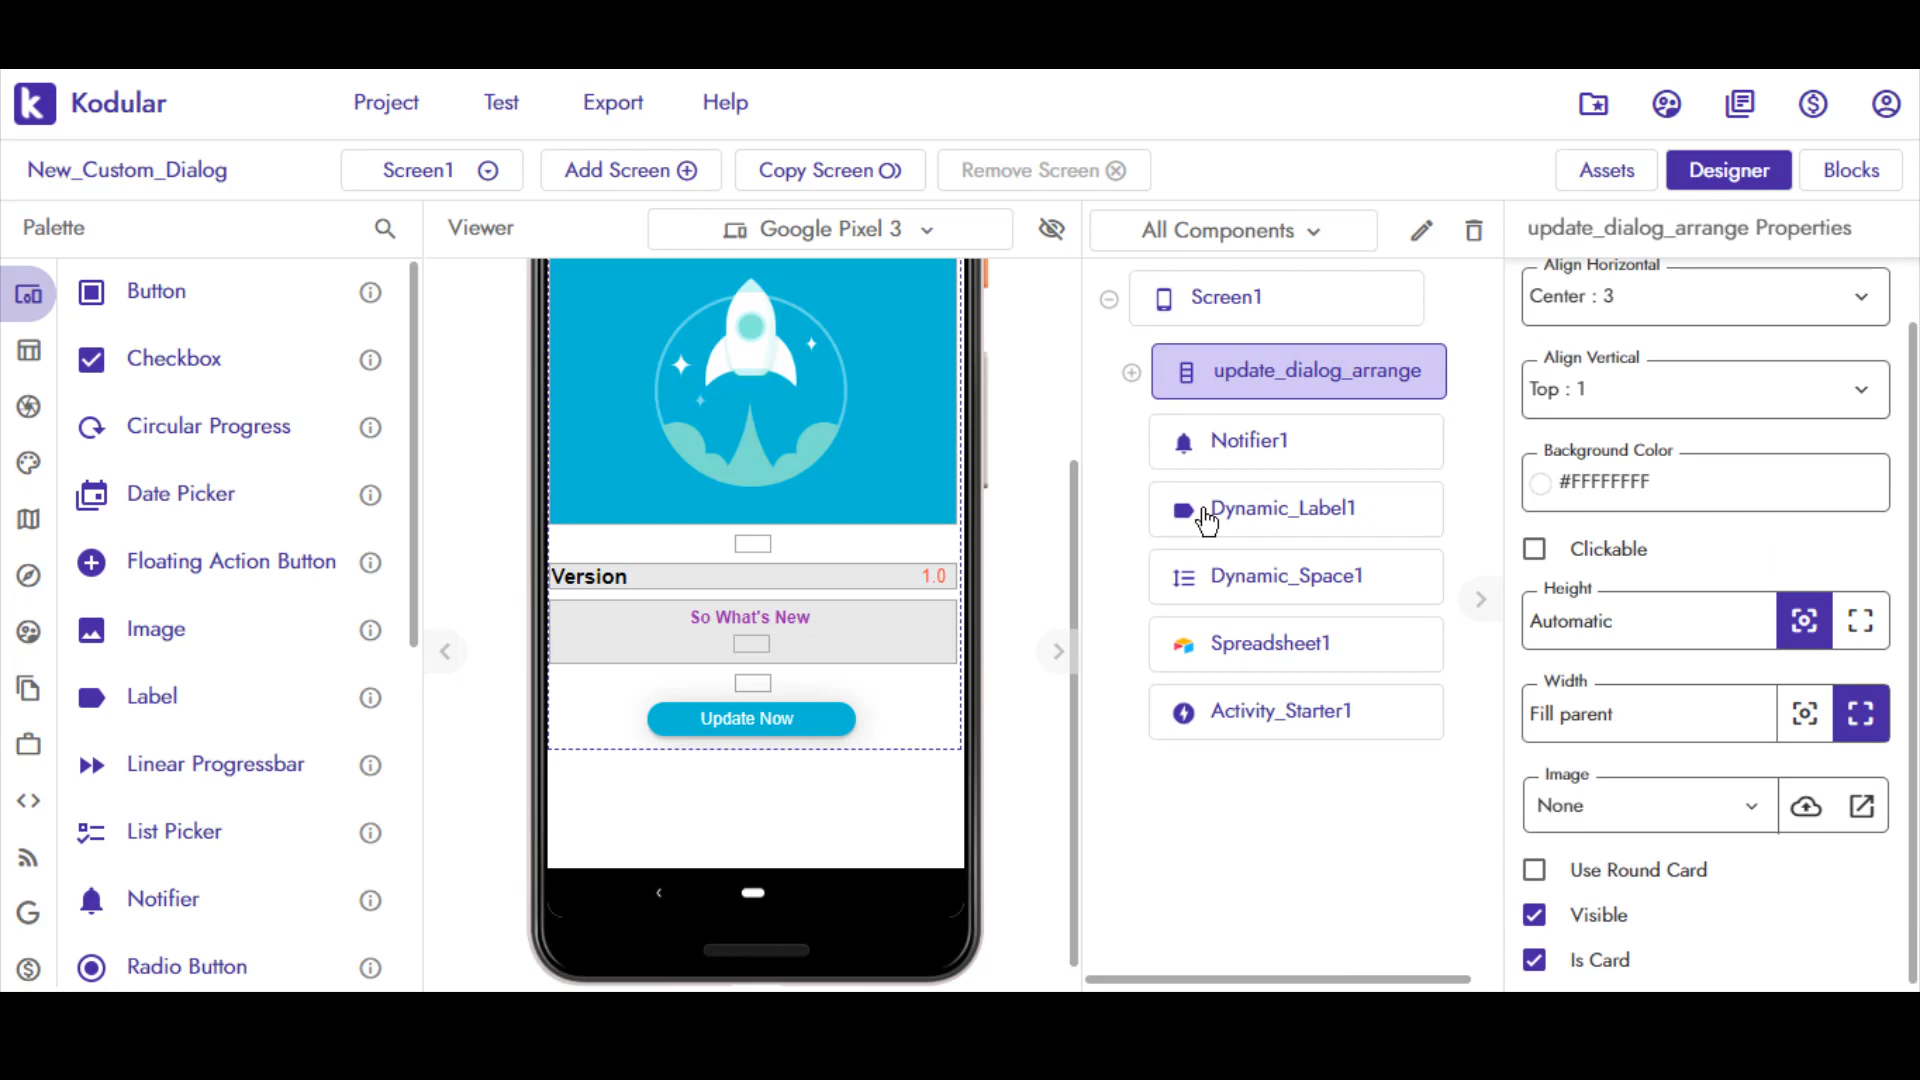 Kodular
Project
Test
Export
Help
New_Custom_Dialog
Screen1
Add Screen
Copy Screen
Remove Screen
Assets
Designer
Blocks
Palette
Viewer
Google Pixel 3
All Components
update_dialog_arrange Properties
Button
Checkbox
Circular Progress
Date Picker
Floating Action Button
Image
Label
Linear Progressbar
List Picker
Notifier
Radio Button
Version
1.0
So What's New
Update Now
Screen1
update_dialog_arrange
Notifier1
Dynamic_Label1
Dynamic_Space1
Spreadsheet1
Activity_Starter1
Align Horizontal
Center : 3
Align Vertical
Top : 1
Background Color
#FFFFFFFF
Clickable
Height
Automatic
Width
Fill parent
Image
None
Use Round Card
Visible
Is Card